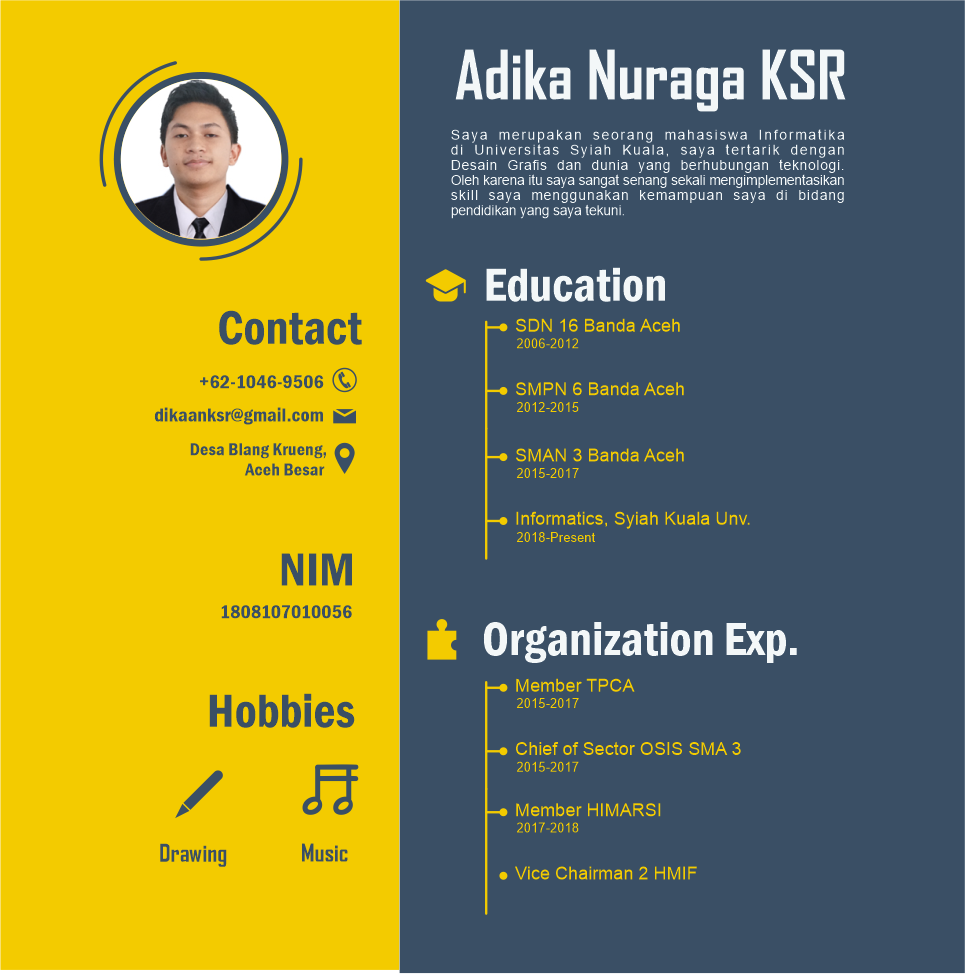 Adika Nuraga KSR
Saya merupakan seorang mahasiswa Informatika
di Universitas Syiah Kuala, saya tertarik dengan
Desain Grafis dan dunia yang berhubungan teknologi.
Oleh karena itu saya sangat senang sekali mengimplementasikan
skill saya menggunakan kemampuan saya di bidang
pendidikan yang saya tekuni.
Contact
+62-1046-9506
dikaanksr@gmail.com
Desa Blang Krueng,
Aceh Besar
NIM
1808107010056
Hobbies
Drawing
Music
Education
SDN 16 Banda Aceh
2006-2012
SMPN 6 Banda Aceh
2012-2015
SMAN 3 Banda Aceh
2015-2017
Informatics, Syiah Kuala Unv.
2018-Present
Organization Exp.
Member TPCA
2015-2017
Chief of Sector OSIS SMA 3
2015-2017
Member HIMARSI
2017-2018
Vice Chairman 2 HMIF